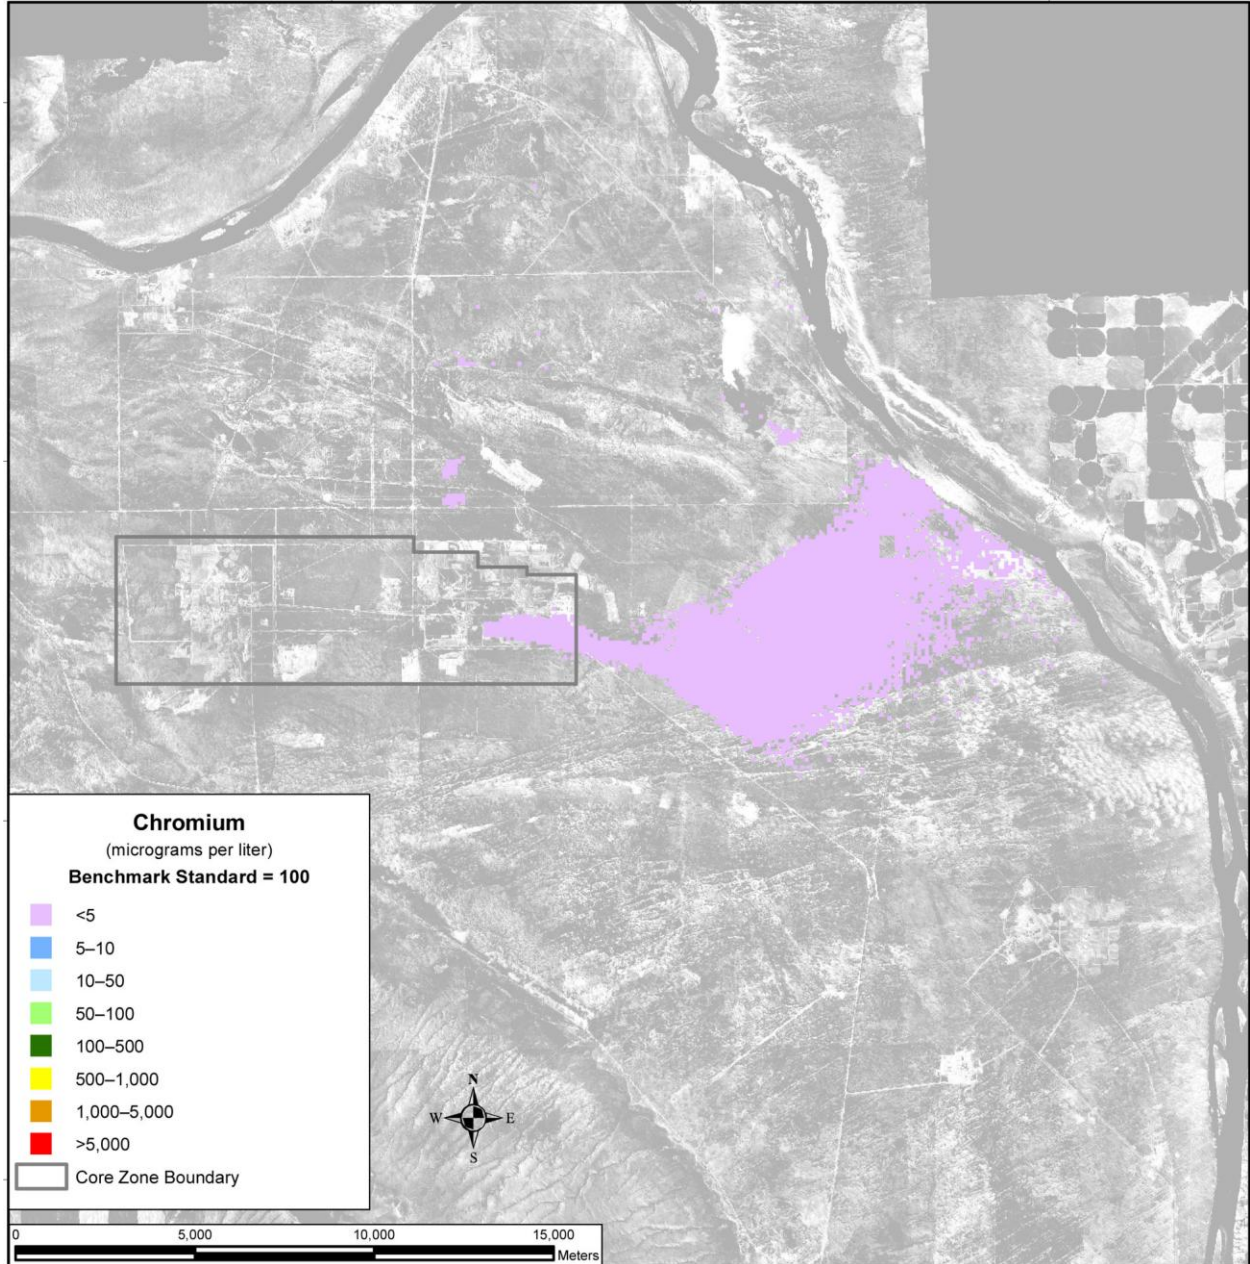 Chromium
(micrograms per liter)
Benchmark Standard = 100
<5
5–10
10–50
50–100
100–500
500–1,000
1,000–5,000
>5,000
Core Zone Boundary
N
W E
S
0 5,000 10,000 15,000
Meters